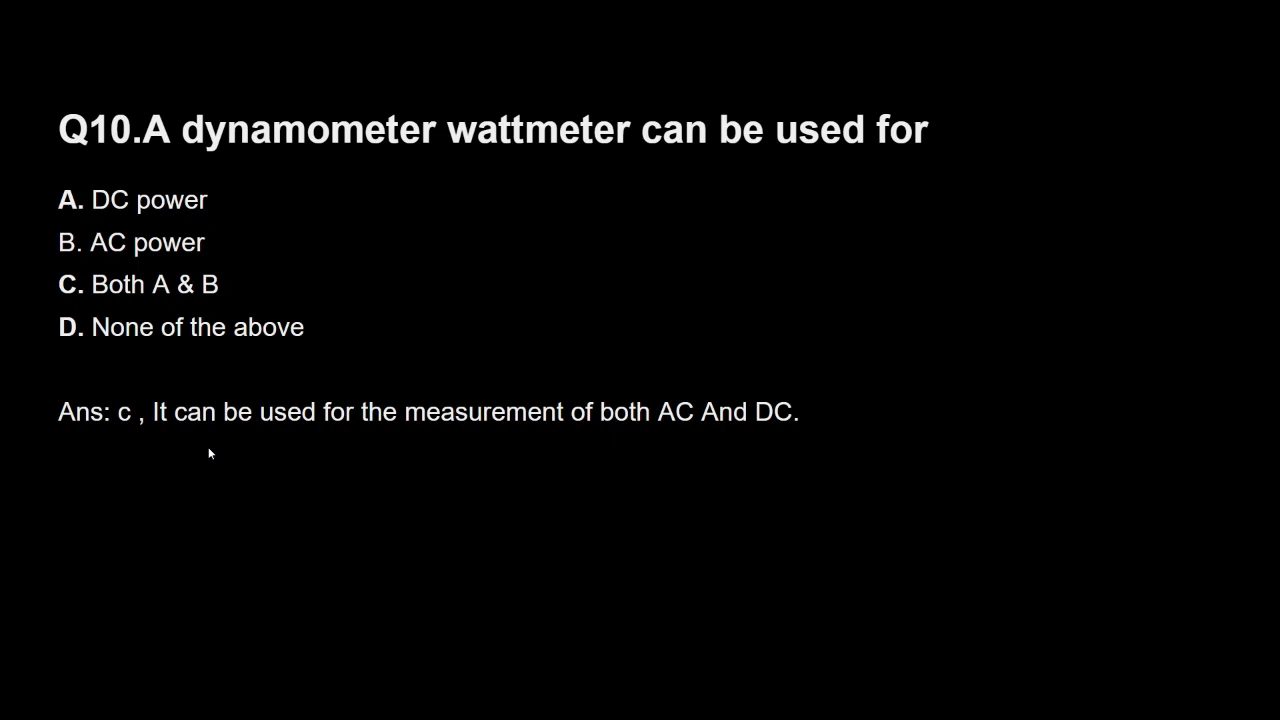 Q10.A dynamometer wattmeter can be used for
A. DC power
B. AC power
C. Both A & B
D. None of the above
Ans: c , It can be used for the measurement of both AC And DC.